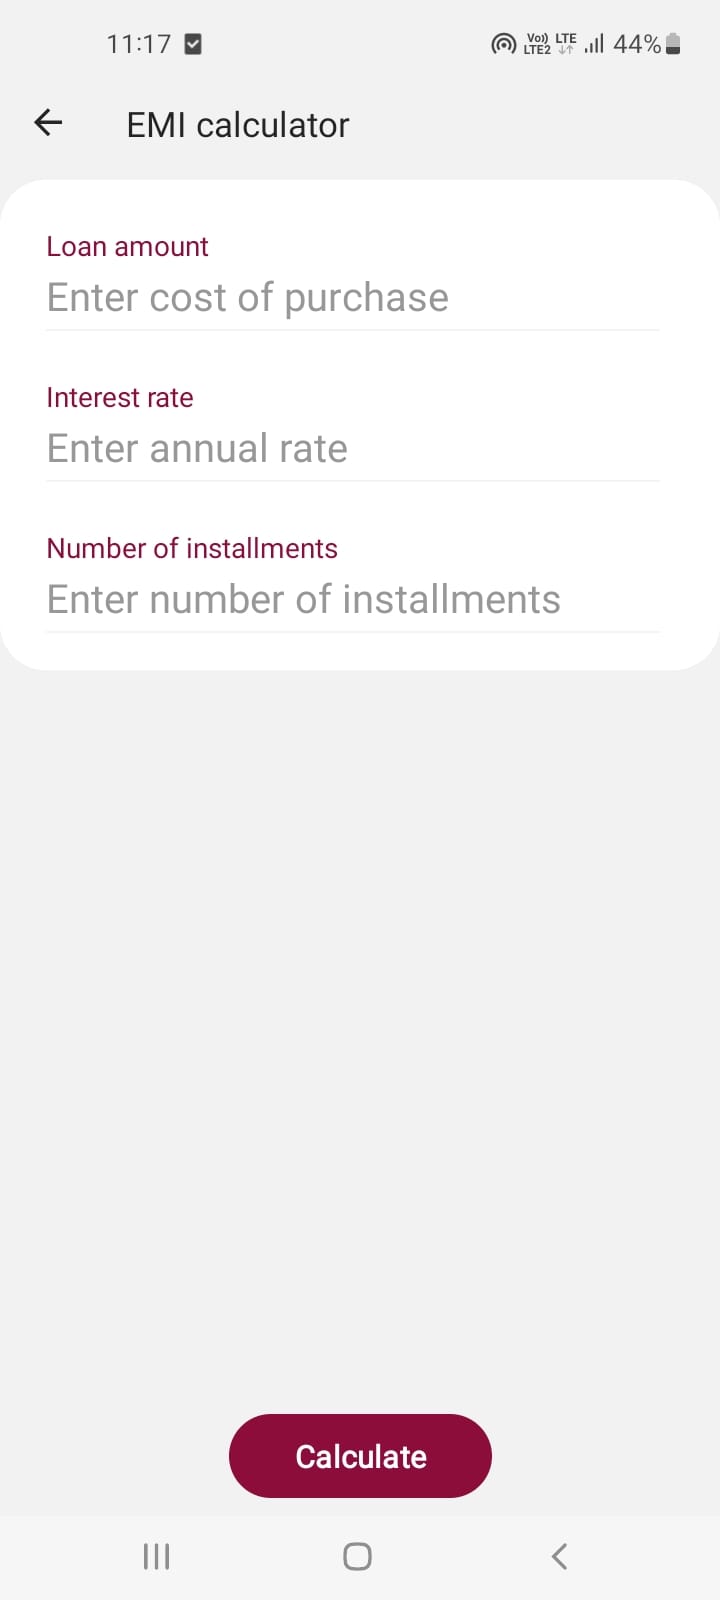 11:17
Vo)) LTE
LTE2
44%
EMI calculator
Loan amount
Enter cost of purchase
Interest rate
Enter annual rate
Number of installments
Enter number of installments
Calculate